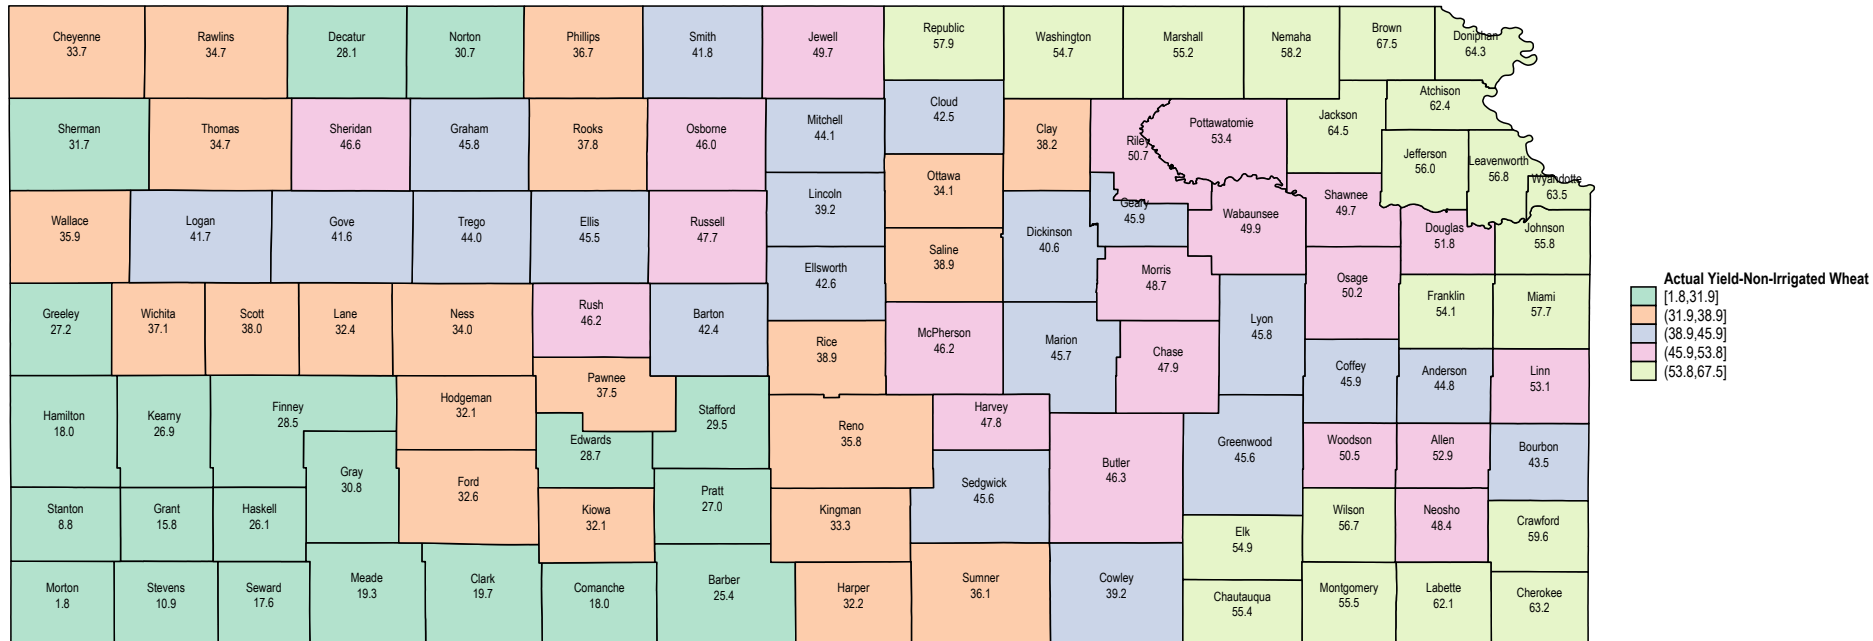 Cheyenne
33.7
Rawlins
34.7
Decatur
28.1
Norton
30.7
Phillips
36.7
Smith
41.8
Jewell
49.7
Republic
57.9
Washington
54.7
Marshall
55.2
Nemaha
58.2
Brown
67.5
Doniphan
64.3
Sherman
31.7
Thomas
34.7
Sheridan
46.6
Graham
45.8
Rooks
37.8
Osborne
46.0
Mitchell
44.1
Cloud
42.5
Clay
38.2
Riley
50.7
Pottawatomie
53.4
Jackson
64.5
Atchison
62.4
Jefferson
56.0
Leavenworth
56.8
Wyandotte
63.5
Wallace
35.9
Logan
41.7
Gove
41.6
Trego
44.0
Ellis
45.5
Russell
47.7
Lincoln
39.2
Ottawa
34.1
Saline
38.9
Dickinson
40.6
Geary
45.9
Wabaunsee
49.9
Shawnee
49.7
Douglas
51.8
Johnson
55.8
Ellsworth
42.6
Morris
48.7
Osage
50.2
Franklin
54.1
Miami
57.7
Greeley
27.2
Wichita
37.1
Scott
38.0
Lane
32.4
Ness
34.0
Rush
46.2
Barton
42.4
Rice
38.9
McPherson
46.2
Marion
45.7
Chase
47.9
Lyon
45.8
Coffey
45.9
Anderson
44.8
Linn
53.1
Hamilton
18.0
Kearny
26.9
Finney
28.5
Hodgeman
32.1
Pawnee
37.5
Stafford
29.5
Edwards
28.7
Reno
35.8
Harvey
47.8
Butler
46.3
Greenwood
45.6
Woodson
50.5
Allen
52.9
Bourbon
43.5
Gray
30.8
Ford
32.6
Stanton
8.8
Grant
15.8
Haskell
26.1
Kiowa
32.1
Pratt
27.0
Kingman
33.3
Sedgwick
45.6
Elk
54.9
Wilson
56.7
Neosho
48.4
Crawford
59.6
Morton
1.8
Stevens
10.9
Seward
17.6
Meade
19.3
Clark
19.7
Comanche
18.0
Barber
25.4
Harper
32.2
Sumner
36.1
Cowley
39.2
Chautauqua
55.4
Montgomery
55.5
Labette
62.1
Cherokee
63.2
Actual Yield-Non-Irrigated Wheat
[1.8,31.9]
(31.9,38.9]
(38.9,45.9]
(45.9,53.8]
(53.8,67.5]